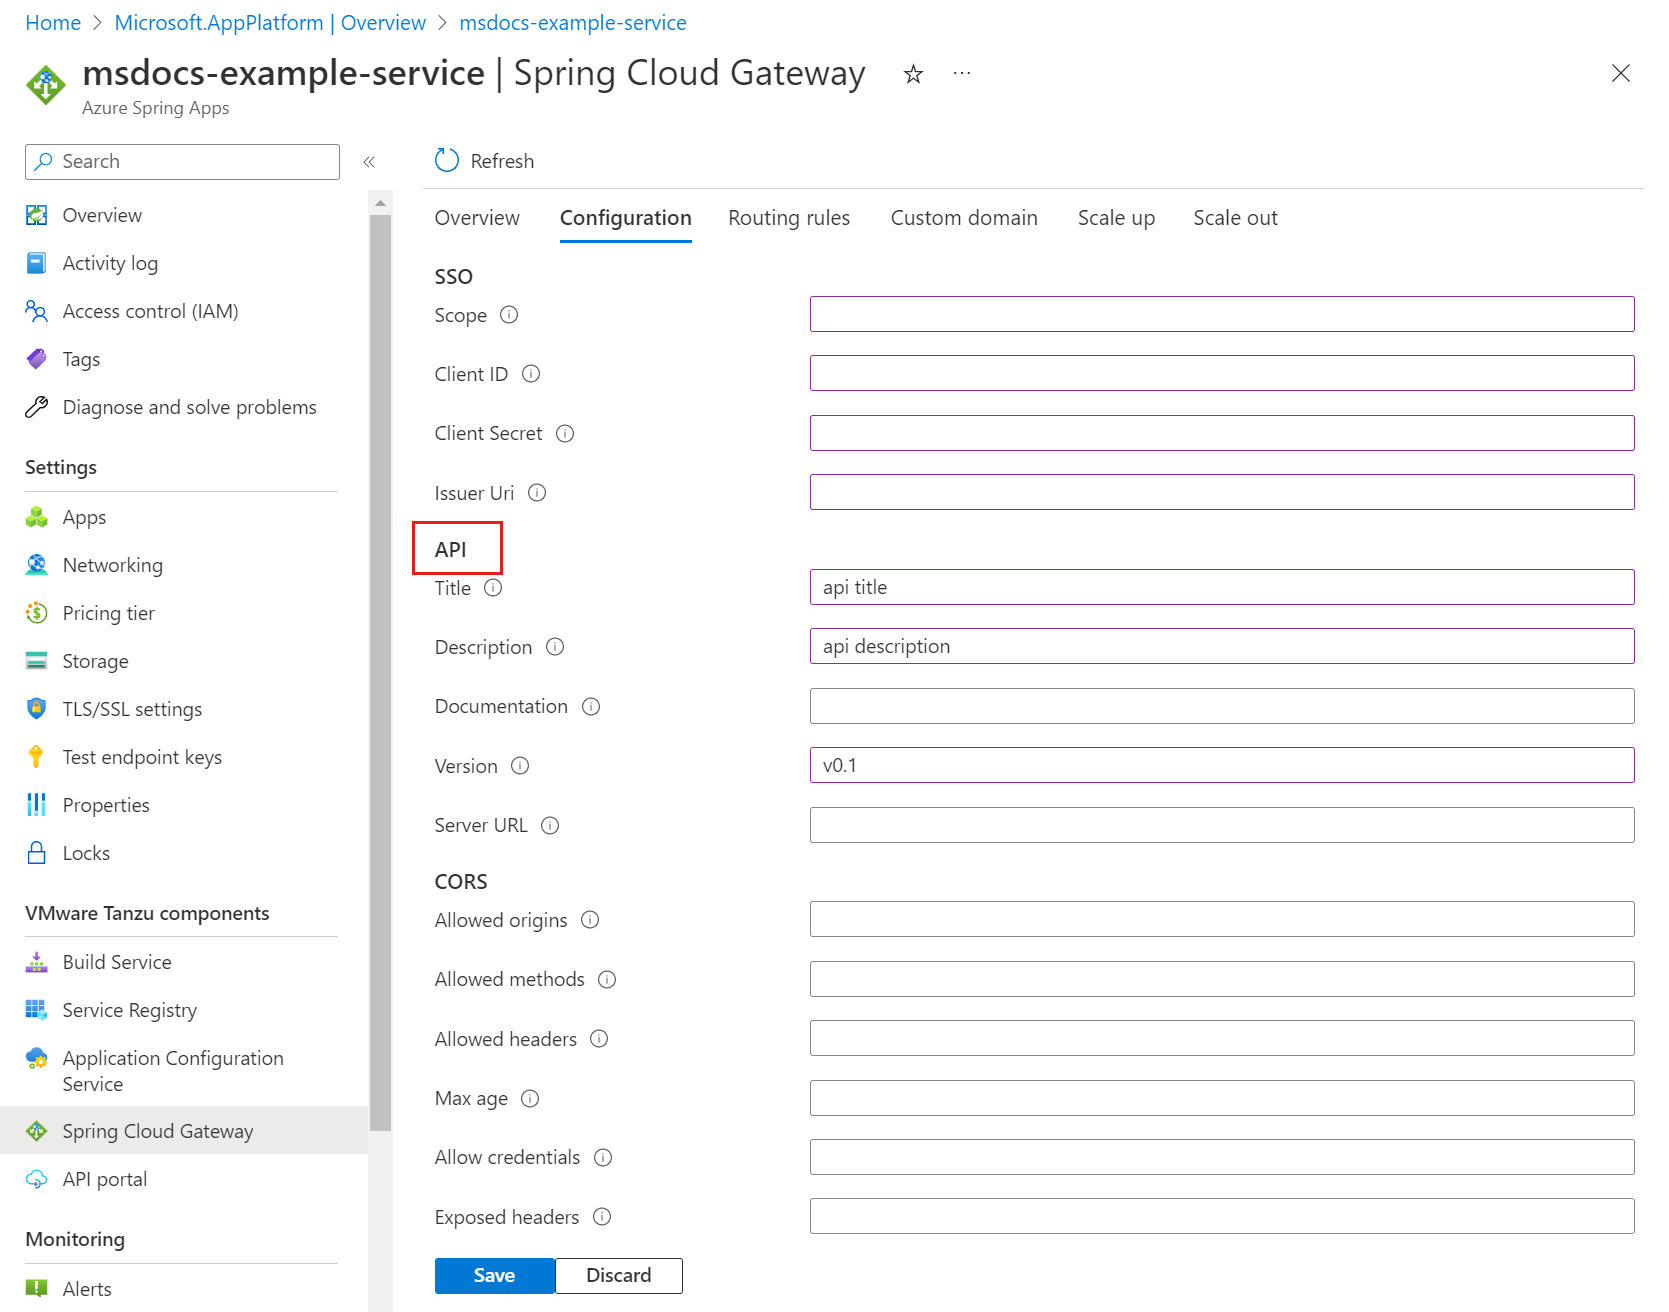 Home > Microsoft.AppPlatform | Overview > msdocs-example-service
msdocs-example-service | Spring Cloud Gateway ☆ ...
Azure Spring Apps
Search
Overview
Activity log
Access control (IAM)
Tags
Diagnose and solve problems
Settings
Apps
Networking
Pricing tier
Storage
TLS/SSL settings
Test endpoint keys
Properties
Locks
VMware Tanzu components
Build Service
Service Registry
Application Configuration
Service
Spring Cloud Gateway
API portal
Monitoring
Alerts
Refresh
Overview Configuration Routing rules Custom domain Scale up Scale out
SSO
Scope
Client ID
Client Secret
Issuer Uri
API
Title api title
Description api description
Documentation
Version v0.1
Server URL
CORS
Allowed origins
Allowed methods
Allowed headers
Max age
Allow credentials
Exposed headers
Save Discard